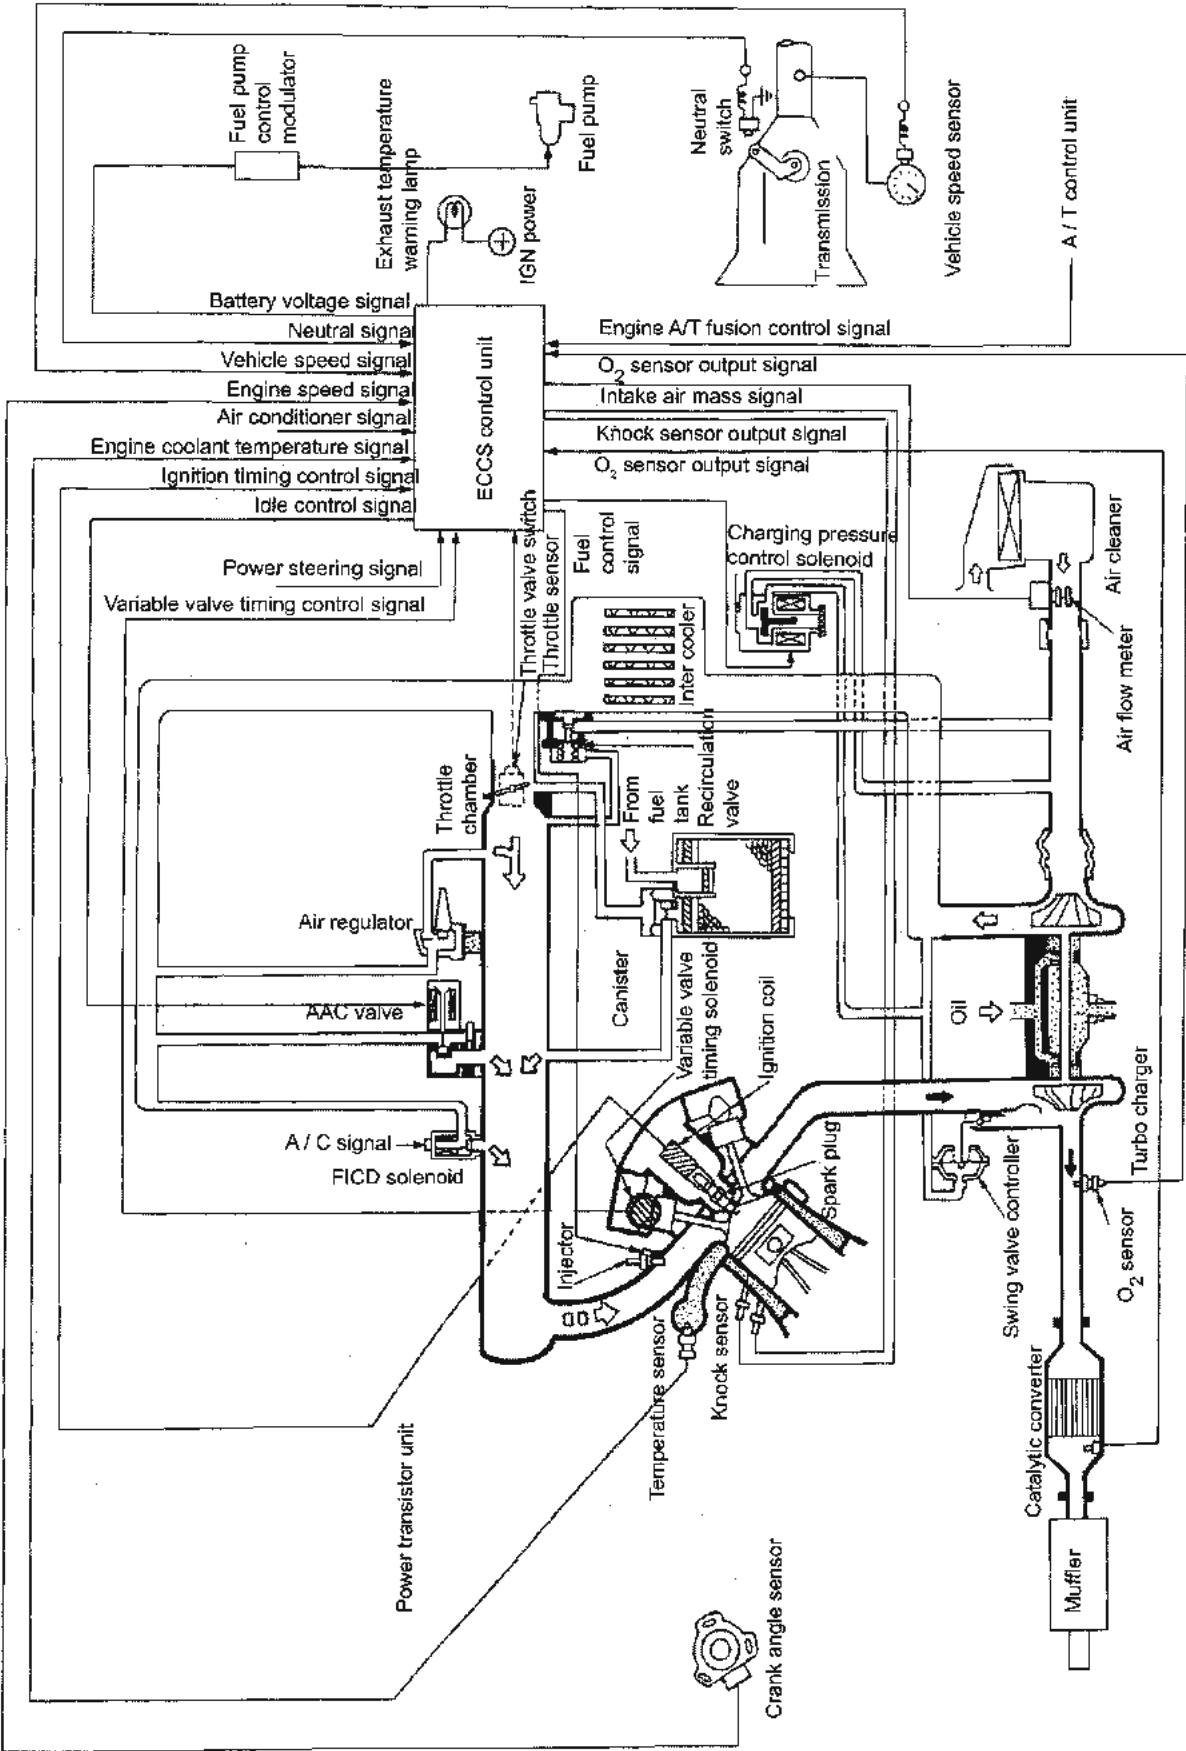 Fuel pump
control
modulator
Exhaust temperature
warning lamp
Fuel pump
IGN power
Neutral
switch
Transmission
Vehicle speed sensor
A / T control unit
Battery voltage signal
Neutral signal
Vehicle speed signal
Engine speed signal
Air conditioner signal
Engine coolant temperature signal
Ignition timing control signal
Idle control signal
Power steering signal
Variable valve timing control signal
ECCS control unit
Engine A/T fusion control signal
O2 sensor output signal
Intake air mass signal
Knock sensor output signal
O2 sensor output signal
Throttle valve switch
Throttle sensor
Fuel
control
signal
Charging pressure
control solenoid
Inter cooler
Air cleaner
Air flow meter
Throttle
chamber
From
fuel
tank
Recirculation
valve
Air regulator
AAC valve
Canister
Variable valve
timing solenoid
Ignition coil
Oil
A / C signal
FICD solenoid
Injector
Spark plug
Swing valve controller
Turbo charger
O2 sensor
Temperature sensor
Knock sensor
Power transistor unit
Catalytic converter
Muffler
Crank angle sensor